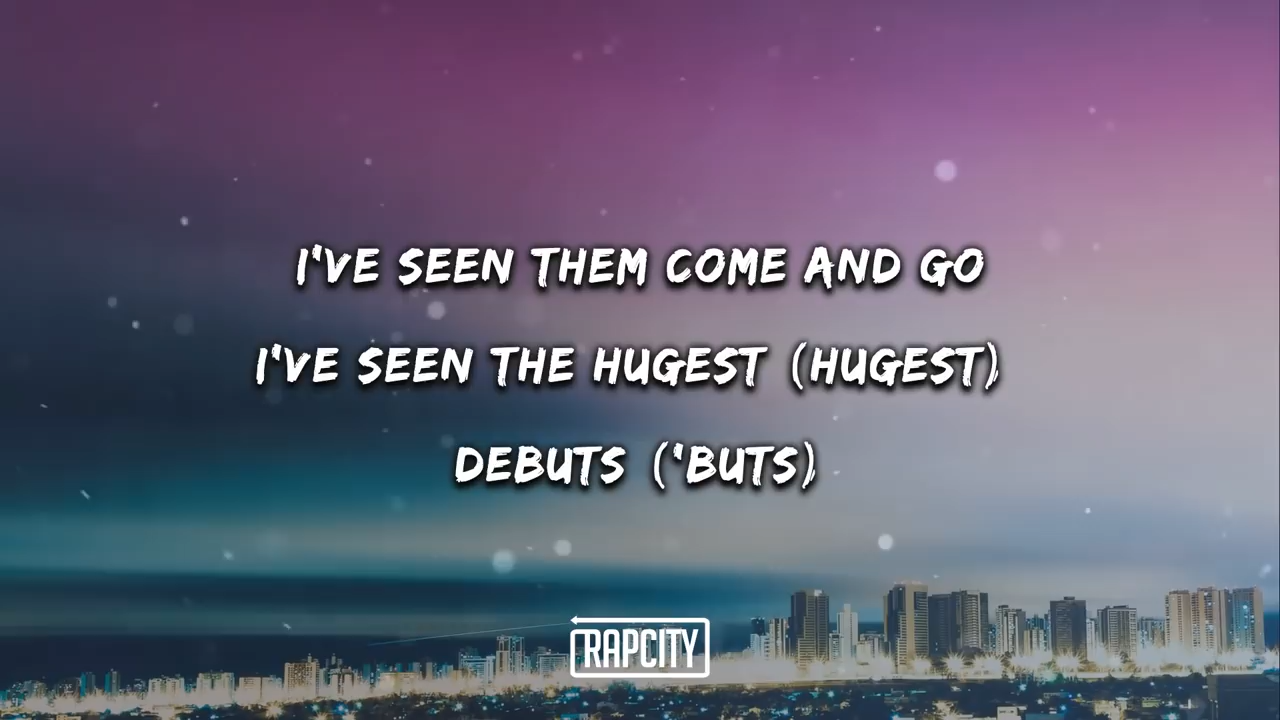 I'VE SEEN THEM COME AND GO
I'VE SEEN THE HUGEST (HUGEST)
DEBUTS ('BUTS)
RAPCITY